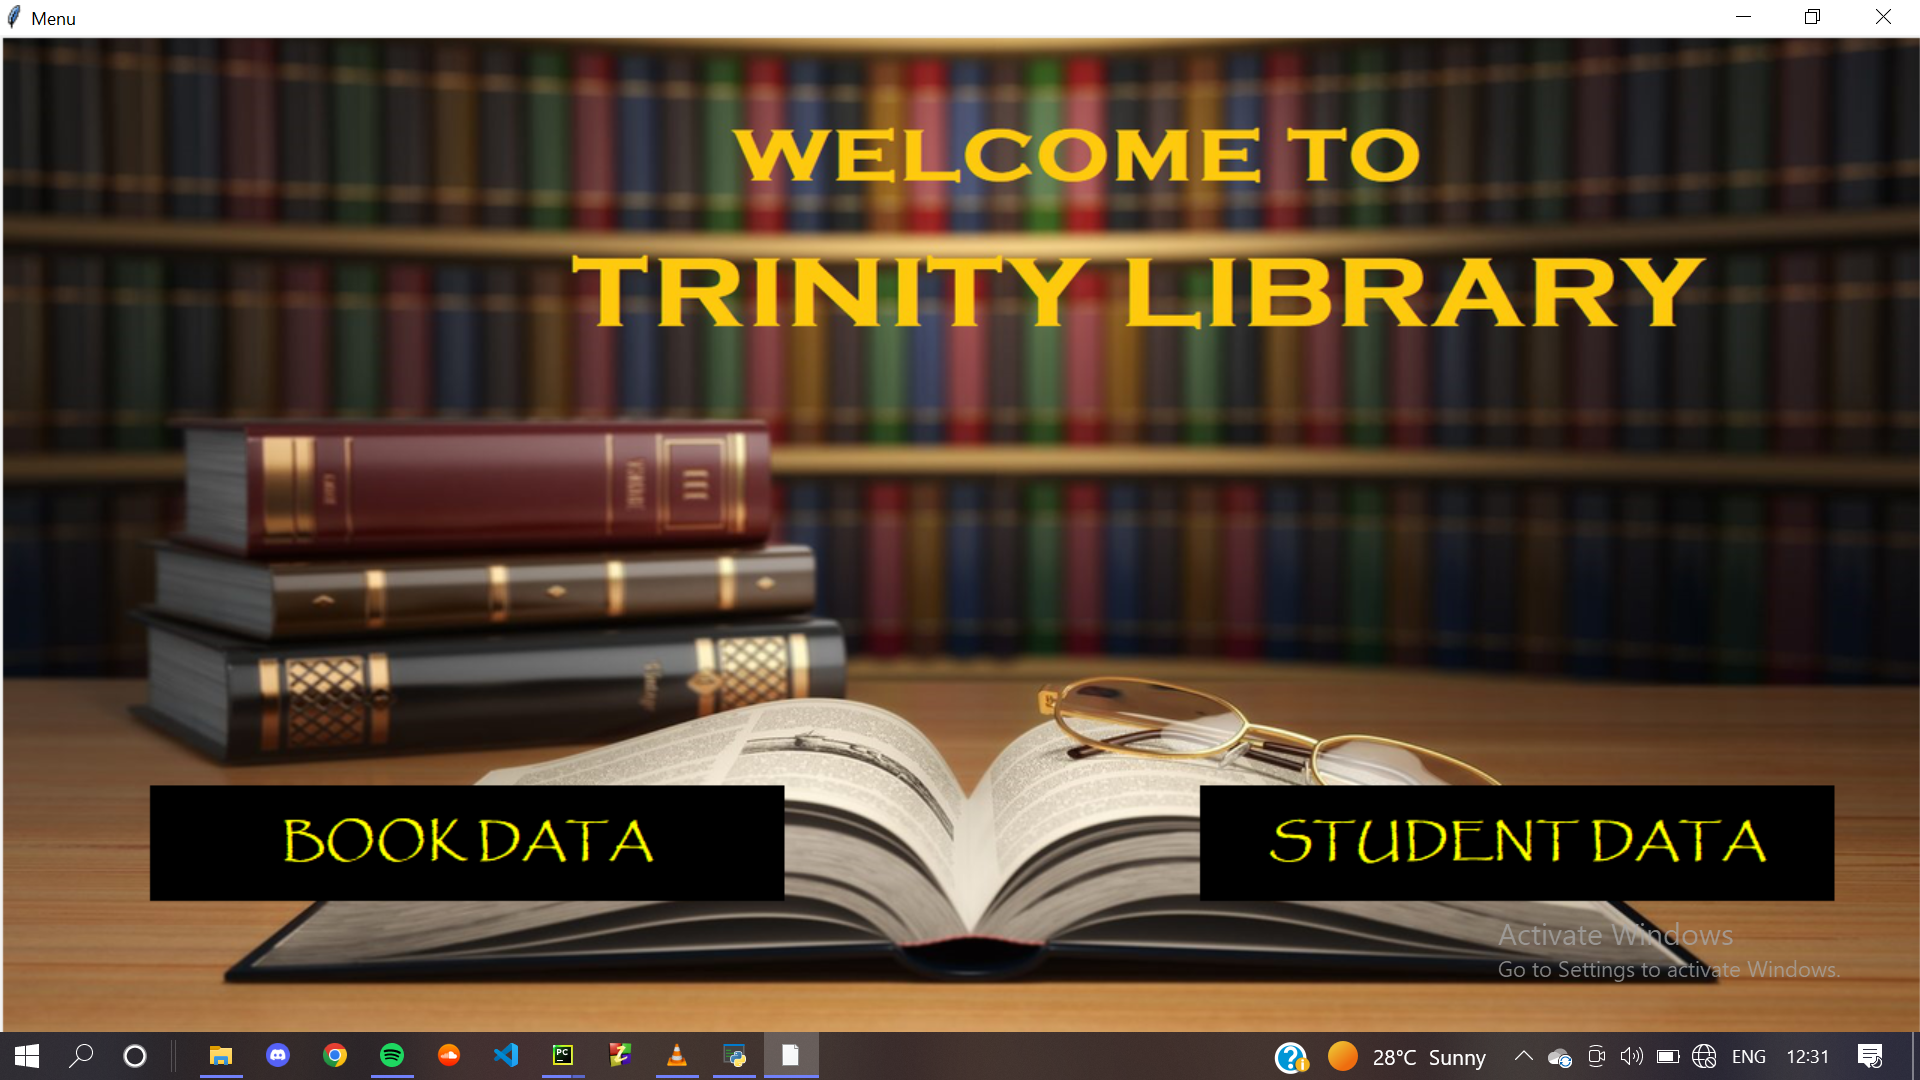 Menu
WELCOME TO
TRINITY LIBRARY
BOOK DATA
STUDENT DATA
Activate Windows
Go to Settings to activate Windows.
PC
28°C Sunny
ENG
12:31